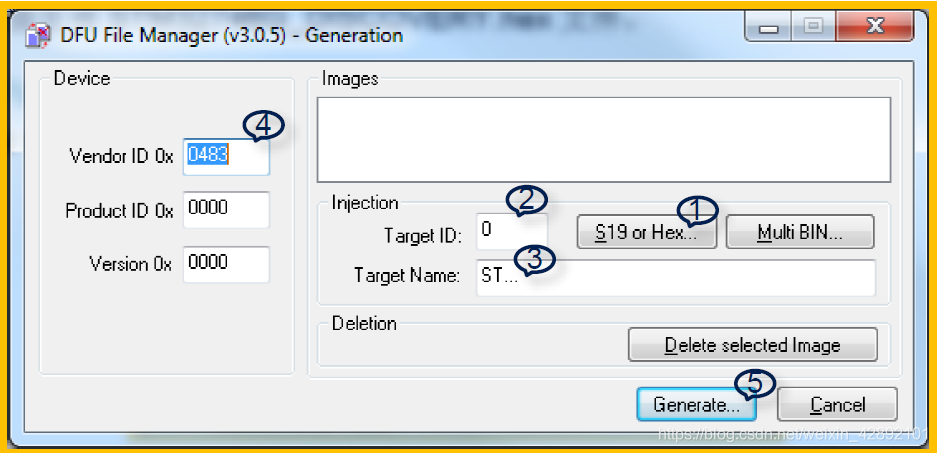 DFU File Manager (v3.0.5) - Generation
Device
Images
4
Vendor ID 0x 0483
Product ID 0x 0000
Version 0x 0000
Injection
2
1
Target ID: 0
S19 or Hex...
Multi BIN...
3
Target Name: ST...
Deletion
Delete selected Image
5
Generate...
Cancel
https://blog.csdn.net/weixin_42892101